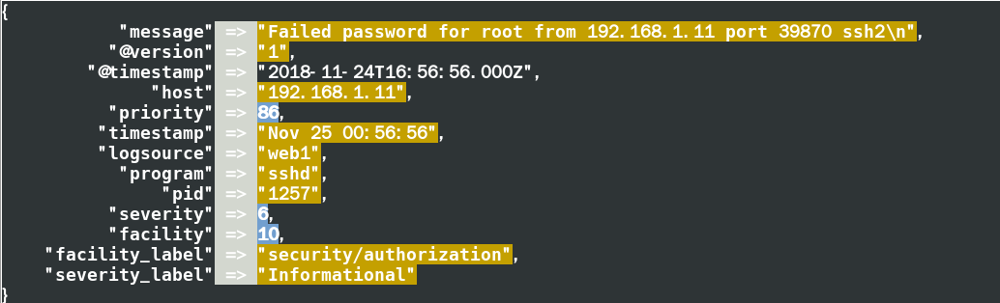 {
"message" => "Failed password for root from 192.168.1.11 port 39870 ssh2\n",
"@version" => "1",
"@timestamp" => "2018-11-24T16:56:56.000Z",
"host" => "192.168.1.11",
"priority" => 86,
"timestamp" => "Nov 25 00:56:56",
"logsource" => "web1",
"program" => "sshd",
"pid" => "1257",
"severity" => 6,
"facility" => 10,
"facility_label" => "security/authorization",
"severity_label" => "Informational"
}